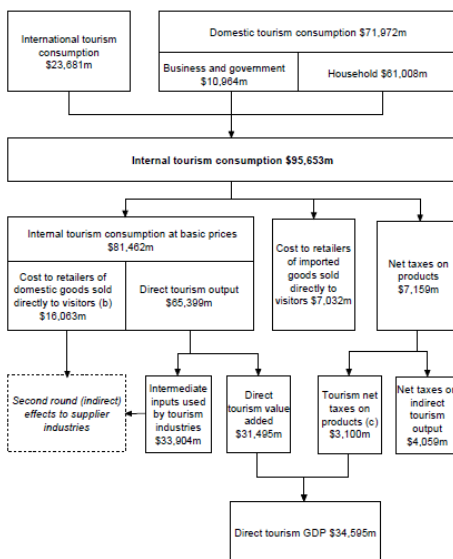 International tourism
consumption
$23,681m
Domestic tourism consumption $71,972m
Business and government
$10,964m
Household $61,008m
Internal tourism consumption $95,653m
Internal tourism consumption at basic prices
$81,462m
Cost to retailers of
domestic goods sold
directly to visitors (b)
$16,063m
Direct tourism output
$65,399m
Cost to retailers
of imported
goods sold
directly to
visitors $7,032m
Net taxes on
products
$7,159m
Second round (indirect)
effects to supplier
industries
Intermediate
inputs used
by tourism
industries
$33,904m
Direct
tourism value
added
$31,495m
Tourism net
taxes on
products (c)
$3,100m
Net taxes on
indirect
tourism
output
$4,059m
Direct tourism GDP $34,595m